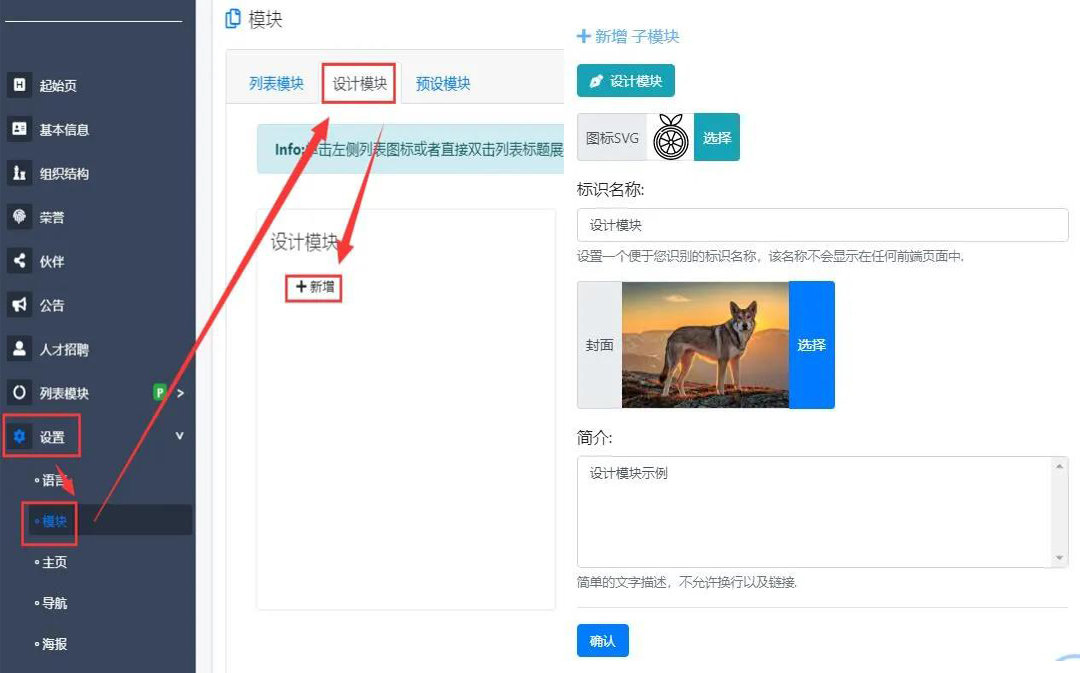 起始页
基本信息
组织结构
荣誉
伙伴
公告
人才招聘
列表模块 P
设置
语言
模块
主页
导航
海报
模块
列表模块 设计模块 预设模块
Info:单击左侧列表图标或者直接双击列表标题展
设计模块
新增
新增 子模块
设计模块
图标SVG 选择
标识名称:
设计模块
设置一个便于您识别的标识名称，该名称不会显示在任何前端页面中.
封面 选择
简介:
设计模块示例
简单的文字描述，不允许换行以及链接.
确认